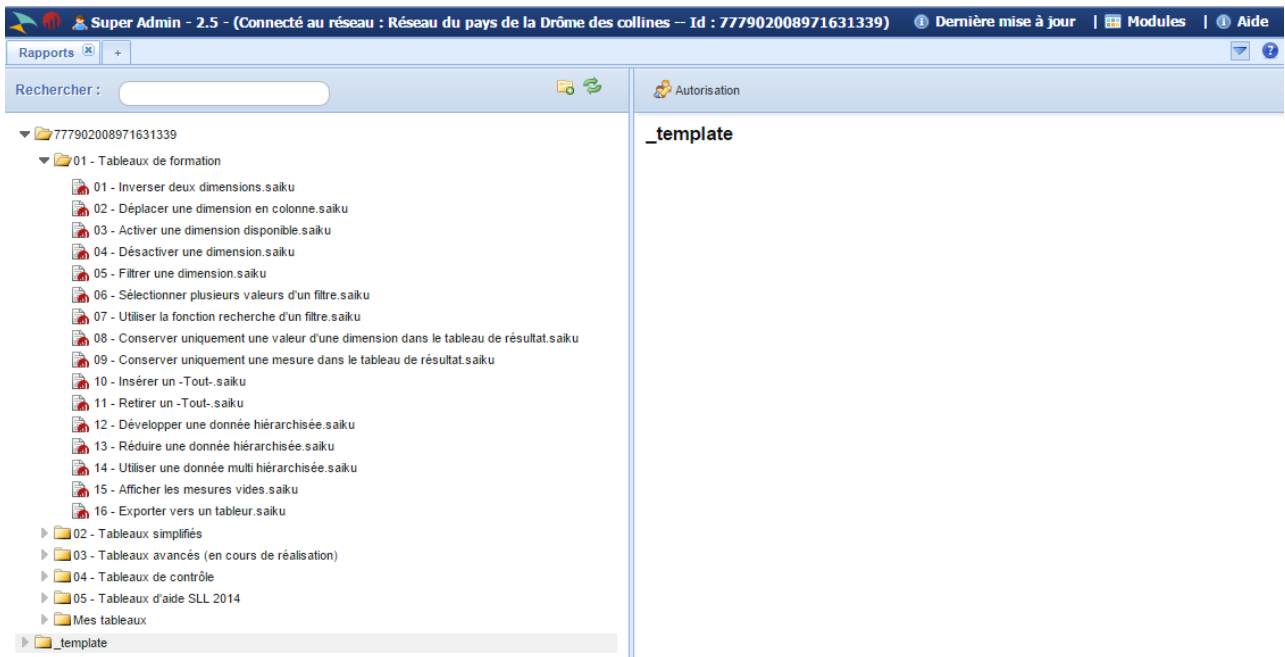 Super Admin - 2.5 - (Connecté au réseau : Réseau du pays de la Drôme des collines -- Id : 777902008971631339) Dernière mise à jour | Modules | Aide
Rapports +
Rechercher :
Autorisation
_template
777902008971631339
01 - Tableaux de formation
01 - Inverser deux dimensions.saiku
02 - Déplacer une dimension en colonne.saiku
03 - Activer une dimension disponible.saiku
04 - Désactiver une dimension.saiku
05 - Filtrer une dimension.saiku
06 - Sélectionner plusieurs valeurs d'un filtre.saiku
07 - Utiliser la fonction recherche d'un filtre.saiku
08 - Conserver uniquement une valeur d'une dimension dans le tableau de résultat.saiku
09 - Conserver uniquement une mesure dans le tableau de résultat.saiku
10 - Insérer un -Tout-.saiku
11 - Retirer un -Tout-.saiku
12 - Développer une donnée hiérarchisée.saiku
13 - Réduire une donnée hiérarchisée.saiku
14 - Utiliser une donnée multi hiérarchisée.saiku
15 - Afficher les mesures vides.saiku
16 - Exporter vers un tableur.saiku
02 - Tableaux simplifiés
03 - Tableaux avancés (en cours de réalisation)
04 - Tableaux de contrôle
05 - Tableaux d'aide SLL 2014
Mes tableaux
_template